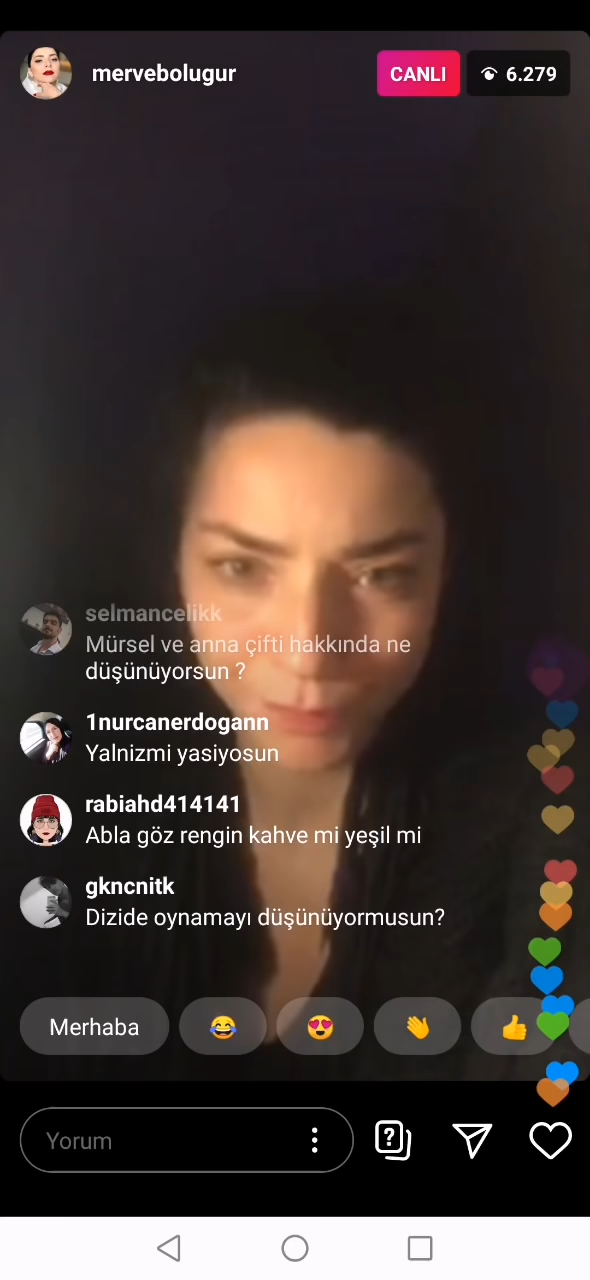 mervebolugur
CANLI
6.279
selmancelikk
Mürsel ve anna çifti hakkında ne
düşünüyorsun ?
1nurcanerdogann
Yalnizmi yasiyosun
rabiahd414141
Abla göz rengin kahve mi yeşil mi
gkncnitk
Dizide oynamayı düşünüyormusun?
Merhaba
Yorum